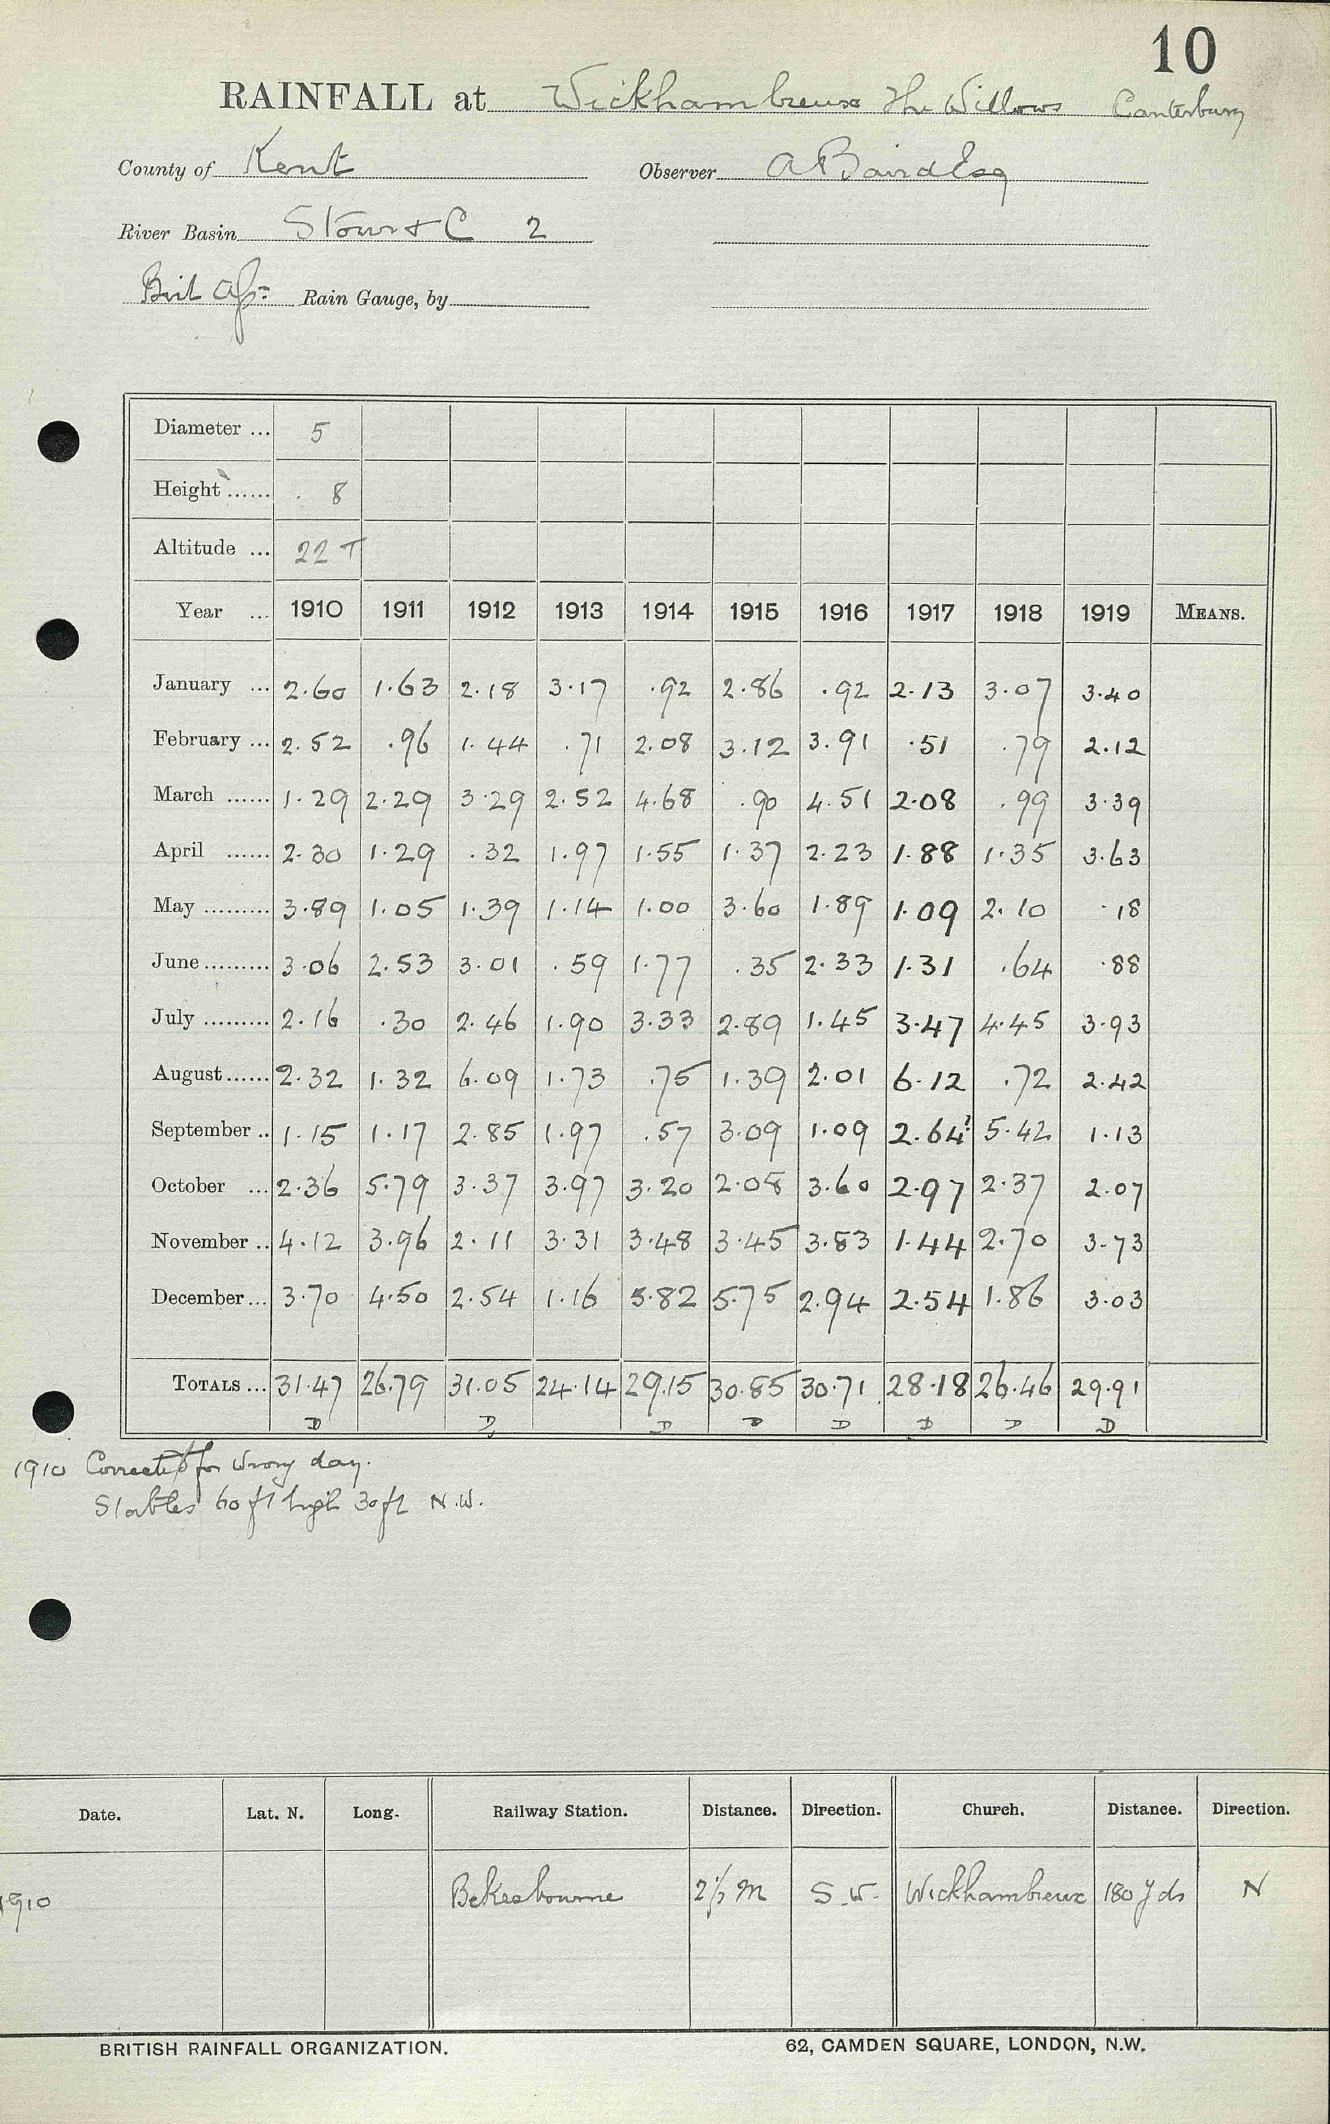 10
RAINFALL at Wickhambreux The Willows Canterbury
County of Kent Observer A Baird Esq
River Basin Stour & C 2
Rain Gauge, by
Diameter ... 5
Height ...... . 8
Altitude ... 22 T
Year ... 1910 1911 1912 1913 1914 1915 1916 1917 1918 1919 MEANS.
January ... 2.60 1.63 2.18 3.17 .92 2.86 .92 2.13 3.07 3.40
February ... 2.52 .96 1.44 .71 2.08 3.12 3.91 .51 .79 2.12
March ...... 1.29 2.29 3.29 2.52 4.68 .90 4.51 2.08 .99 3.39
April ...... 2.30 1.29 .32 1.97 1.55 1.37 2.23 1.88 1.35 3.63
May ......... 3.89 1.05 1.39 1.14 1.00 3.60 1.89 1.09 2.10 .18
June ......... 3.06 2.53 3.01 .59 1.77 .35 2.33 1.31 .64 .88
July ......... 2.16 .30 2.46 1.90 3.33 2.89 1.45 3.47 4.45 3.93
August ...... 2.32 1.32 6.09 1.73 .75 1.39 2.01 6.12 .72 2.42
September .. 1.15 1.17 2.85 1.97 .57 3.09 1.09 2.64? 5.42 1.13
October ... 2.36 5.79 3.37 3.97 3.20 2.08 3.60 2.97 2.37 2.07
November .. 4.12 3.96 2.11 3.31 3.48 3.45 3.83 1.44 2.70 3.73
December ... 3.70 4.50 2.54 1.16 5.82 5.75 2.94 2.54 1.86 3.03
TOTALS ... 31.47 26.79 31.05 24.14 29.15 30.85 30.71 28.18 26.46 29.91
D D D D D D D D
1910 Corrected for wrong day.
Stables 60 ft high 30 ft N.W.
Date. Lat. N. Long. Railway Station. Distance. Direction. Church. Distance. Direction.
1910 Bekesbourne 2½ M S.W. Wickhambreux 180 yds N
BRITISH RAINFALL ORGANIZATION. 62, CAMDEN SQUARE, LONDON, N.W.